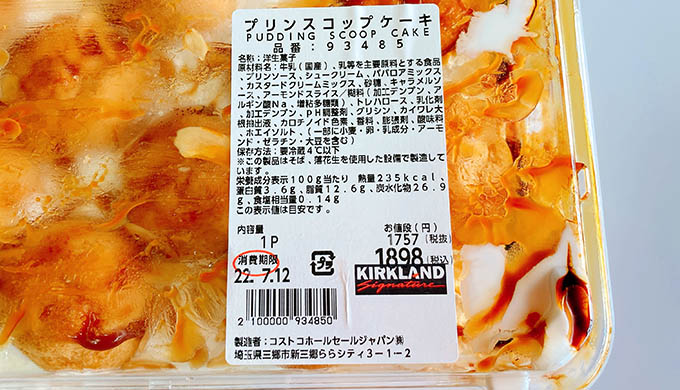 プリンスコップケーキ
PUDDING SCOOP CAKE
品番:93485
名称:洋生菓子
原材料名:牛乳(国産)、乳等を主要原料とする食品
、プリンソース、シュークリーム、ババロアミックス
、カスタードクリームミックス、砂糖、キャラメルソ
ース、アーモンドスライス/糊料(加工デンプン、ア
ルギン酸Na、増粘多糖類)、トレハロース、乳化剤
、加工デンプン、pH調整剤、グリシン、カイワレ大
根抽出液、カロチノイド色素、香料、膨張剤、酸味料
、ホエイソルト、(一部に小麦・卵・乳成分・アーモ
ンド・ゼラチン・大豆を含む)
保存方法:要冷蔵4℃以下
※この製品はそば、落花生を使用した設備で製造して
います。
栄養成分表示100g当たり 熱量235kcal、
蛋白質3.6g、脂質12.6g、炭水化物26.9
g、食塩相当量0.14g
この表示値は目安です。
内容量 お値段(円)
1P 1757(税抜)
消費期限 1898(税込)
22.7.12 プラ
KIRKLAND
Signature
2 100000 934850
製造者:コストコホールセールジャパン㈱
埼玉県三郷市新三郷ららシティ3-1-2